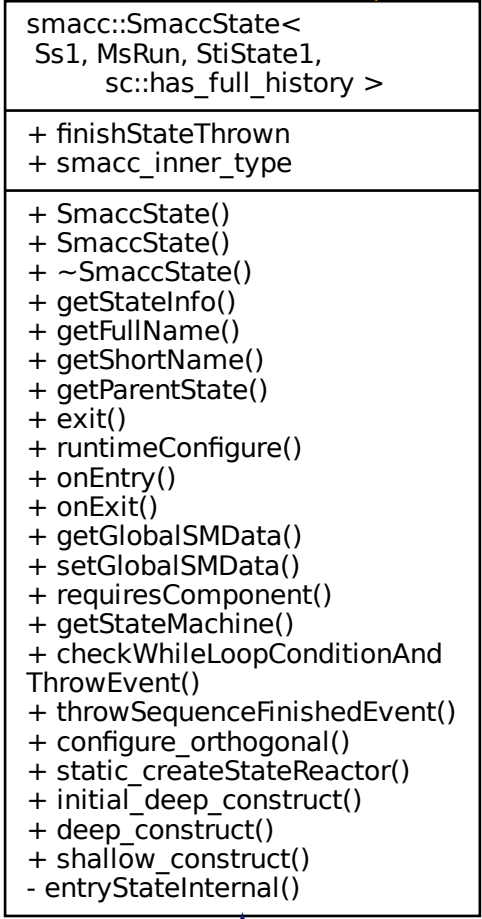 smacc::SmaccState<
Ss1, MsRun, StiState1,
sc::has_full_history >
+ finishStateThrown
+ smacc_inner_type
+ SmaccState()
+ SmaccState()
+ ~SmaccState()
+ getStateInfo()
+ getFullName()
+ getShortName()
+ getParentState()
+ exit()
+ runtimeConfigure()
+ onEntry()
+ onExit()
+ getGlobalSMData()
+ setGlobalSMData()
+ requiresComponent()
+ getStateMachine()
+ checkWhileLoopConditionAnd
ThrowEvent()
+ throwSequenceFinishedEvent()
+ configure_orthogonal()
+ static_createStateReactor()
+ initial_deep_construct()
+ deep_construct()
+ shallow_construct()
- entryStateInternal()